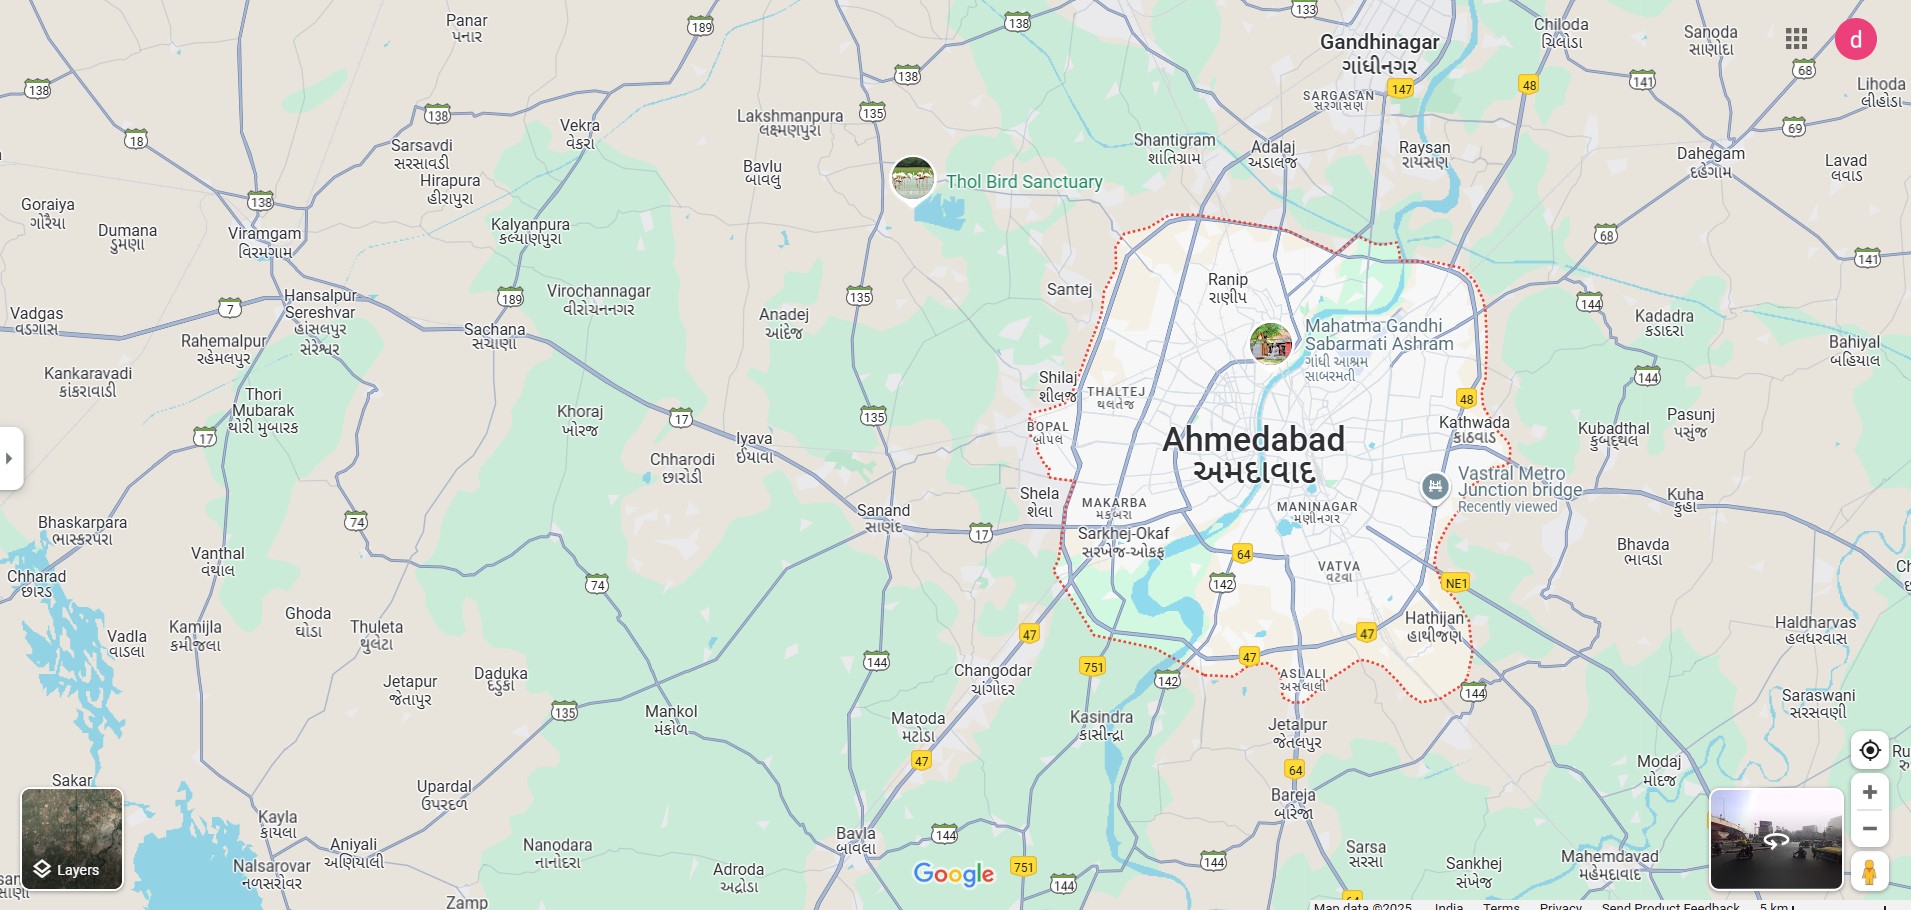 Panar
પનાર
189
138
133
Gandhinagar
ગાંધીનગર
Chiloda
ચિલોડા
Sanoda
સાણોદા
d
138
138
147
48
141
68
Lihoda
લીહોડા
SARGASAN
સરગાસણ
18
138
Sarsavdi
સરસાવડી
Vekra
વેકરા
Lakshmanpura
લક્ષ્મણપુરા
135
Shantigram
શાંતિગ્રામ
Adalaj
અડાલજ
Raysan
રાયસણ
69
Dahegam
દહેગામ
Lavad
લવાડ
Hirapura
હીરાપુરા
Bavlu
બાવલુ
Thol Bird Sanctuary
Goraiya
ગોરૈયા
138
Dumana
ડુમાણા
Viramgam
વિરમગામ
Kalyanpura
કલ્યાણપુરા
68
141
Vadgas
વડગાસ
7
Hansalpur
Sereshvar
હાંસલપુર
સેરેશ્વર
189
Virochannagar
વીરોચનનગર
135
Santej
Ranip
રાણીપ
144
Kadadra
કડાદરા
Rahemalpur
રહેમલપુર
Sachana
સચાણા
Anadej
આંદેજ
Mahatma Gandhi
Sabarmati Ashram
ગાંધી આશ્રમ
સાબરમતી
Bahiyal
બહિયાલ
Kankaravadi
કાંકરાવાડી
Thori
Mubarak
થોરી મુબારક
Khoraj
ખોરજ
17
135
Shilaj
શીલજ
THALTEJ
થલતેજ
48
144
Pasunj
પસુંજ
17
Iyava
ઈયાવા
BOPAL
બોપલ
Ahmedabad
અમદાવાદ
Kathwada
કાઠવાડા
Kubadthal
કુબદ્થલ
Chharodi
છારોડી
Vastral Metro
Junction bridge
Recently viewed
Bhaskarpara
ભાસ્કરપરા
74
Sanand
સાણંદ
17
Shela
શેલા
MAKARBA
મકરબા
MANINAGAR
મણીનગર
Kuha
કુહા
Sarkhej-Okaf
સરખેજ-ઓકફ
Vanthal
વંથાલ
64
Bhavda
ભાવડા
Chharad
છારડ
74
142
VATVA
વટવા
NE1
Ghoda
ઘોડા
Vadla
વાડલા
Kamijla
કમીજલા
Thuleta
થુલેટા
47
47
Hathijan
હાથીજણ
Haldharvas
હલધરવાસ
Jetapur
જેતાપુર
Daduka
દડુકા
144
Changodar
ચાંગોદર
751
47
142
ASLALI
અસલાલી
144
Saraswani
સરસવણી
135
Mankol
મંકોળ
Matoda
મટોડા
Kasindra
કાસીન્દ્રા
Jetalpur
જેતલપુર
47
64
Modaj
મોદજ
Sakar
Upardal
ઉપરદળ
Bareja
બારેજા
Kayla
કાયલા
Aniyali
અણિયાળી
Nanodara
નાનોદરા
Bavla
બાવલા
144
Sarsa
સરસા
Sankhej
સંખેજ
Mahemdavad
મહેમદાવાદ
Layers
Nalsarovar
નળસરોવર
Adroda
અદ્રોડા
Google
751
144
144
Zamp
64
Map data ©2025
India
Terms
Privacy
Send Product Feedback
5 km